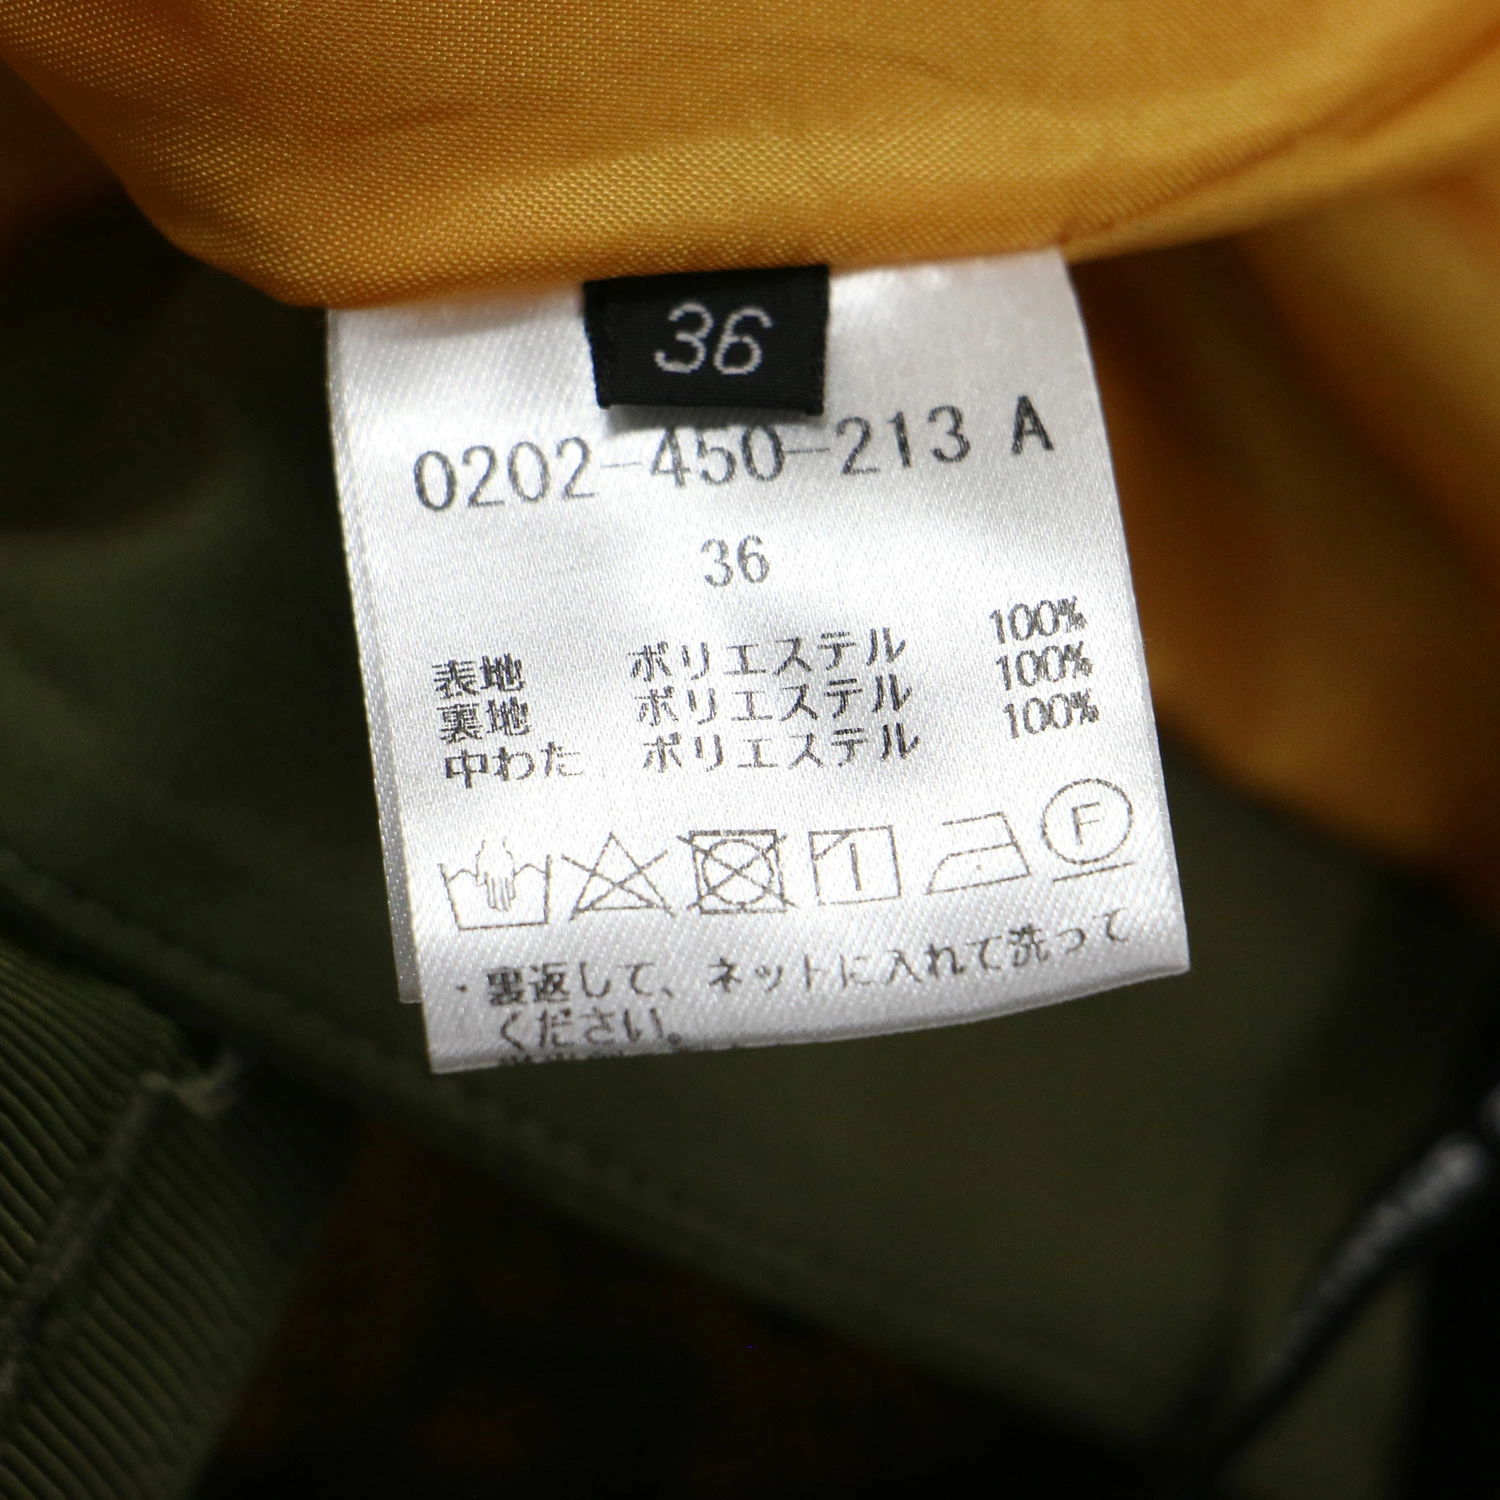 36
0202-450-213 A
36
表地 ポリエステル 100%
裏地 ポリエステル 100%
中わた ポリエステル 100%
F
・裏返して、ネットに入れて洗って
ください。